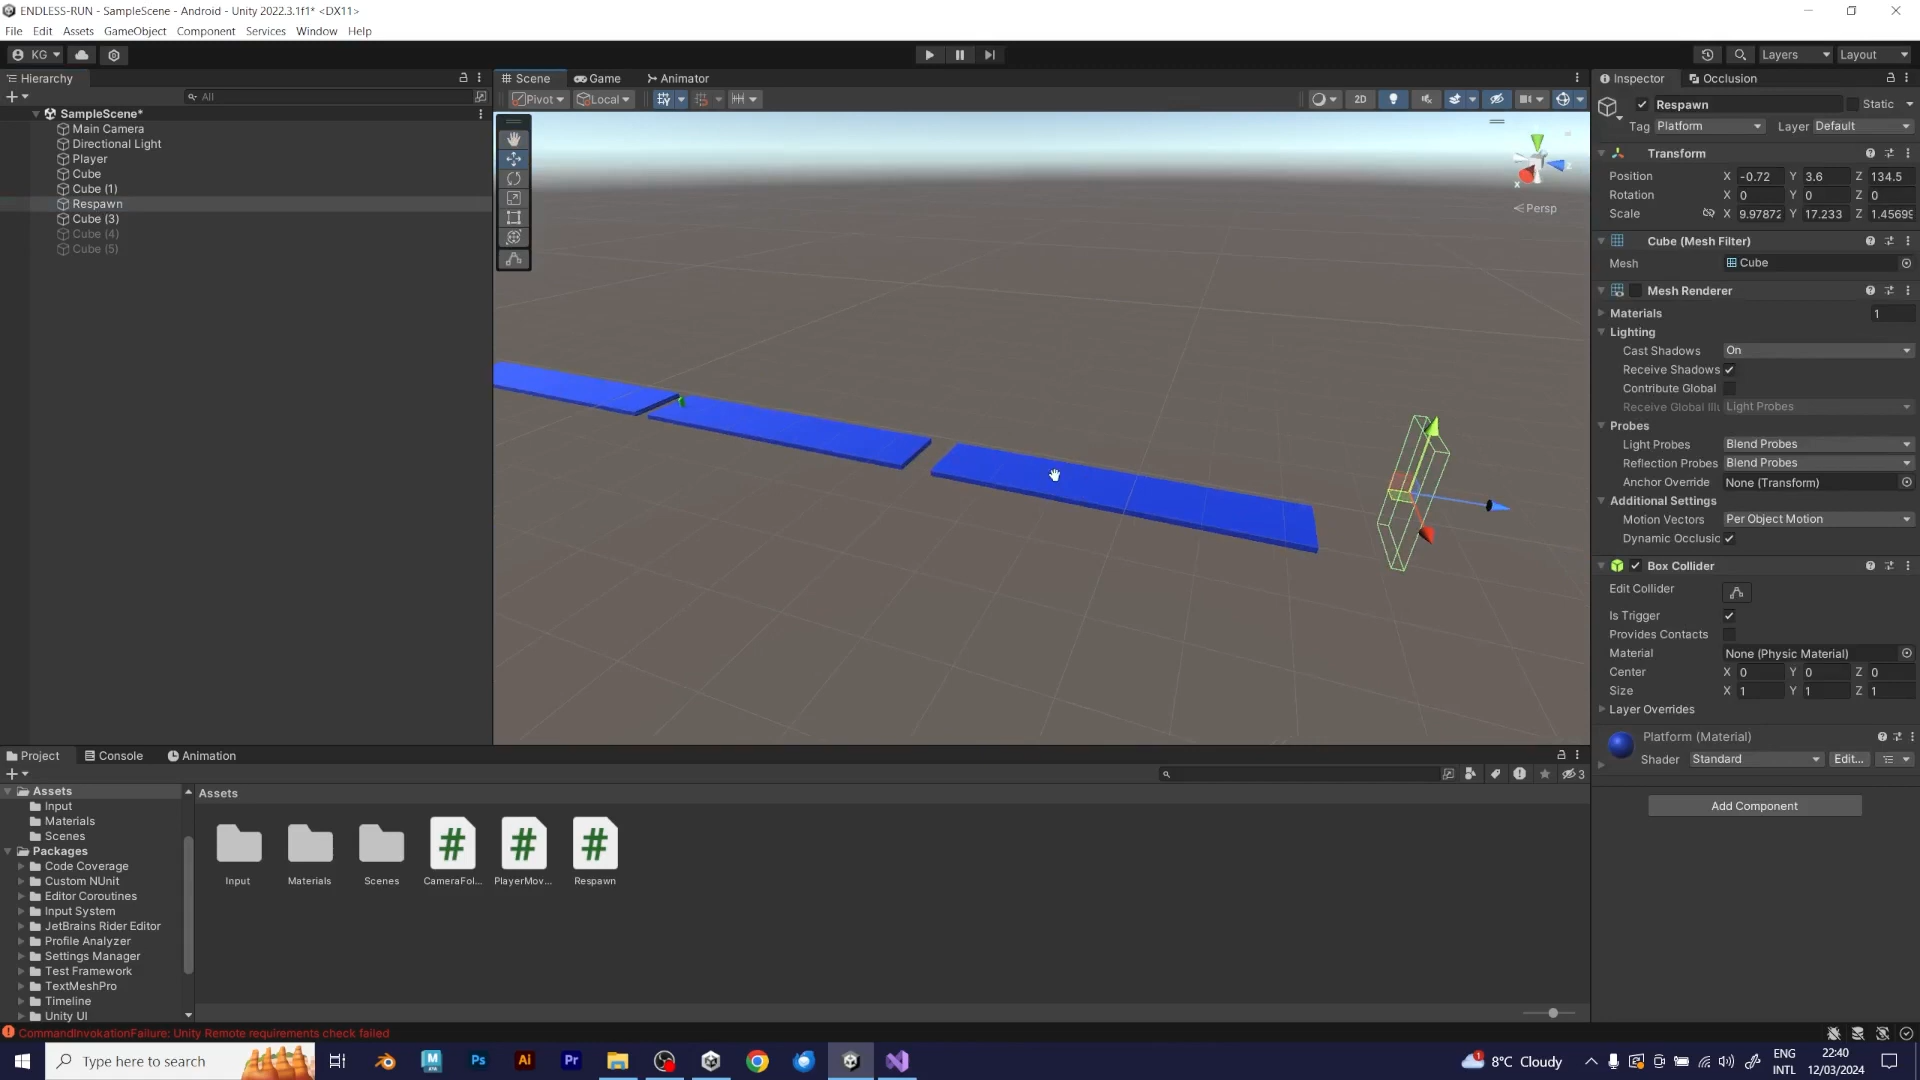 ENDLESS-RUN - SampleScene - Android - Unity 2022.3.1f1* <DX11>
File Edit Assets GameObject Component Services Window Help
KG Layers Layout
Hierarchy Scene Game Animator Inspector Occlusion
All Pivot Local 2D Respawn Static
SampleScene* Tag Platform Layer Default
Main Camera
Directional Light Transform
Player Position X -0.72 Y 3.6 Z 134.5
Cube Rotation X 0 Y 0 Z 0
Cube (1) Scale X 9.97872 Y 17.233 Z 1.45699
Respawn Persp
Cube (3) Cube (Mesh Filter)
Cube (4) Mesh Cube
Cube (5)
Mesh Renderer
Materials 1
Lighting
Cast Shadows On
Receive Shadows
Contribute Global
Receive Global Illu Light Probes
Probes
Light Probes Blend Probes
Reflection Probes Blend Probes
Anchor Override None (Transform)
Additional Settings
Motion Vectors Per Object Motion
Dynamic Occlusic
Box Collider
Edit Collider
Is Trigger
Provides Contacts
Material None (Physic Material)
Center X 0 Y 0 Z 0
Size X 1 Y 1 Z 1
Layer Overrides
Platform (Material)
Shader Standard Edit...
Add Component
Project Console Animation
3
Assets Assets
Input
Materials
Scenes
Packages
Code Coverage
Custom NUnit Input Materials Scenes CameraFol... PlayerMov... Respawn
Editor Coroutines
Input System
JetBrains Rider Editor
Profile Analyzer
Settings Manager
Test Framework
TextMeshPro
Timeline
Unity UI
CommandInvokationFailure: Unity Remote requirements check failed
Type here to search Ps Ai Pr 1 8°C Cloudy ENG 22:40
INTL 12/03/2024